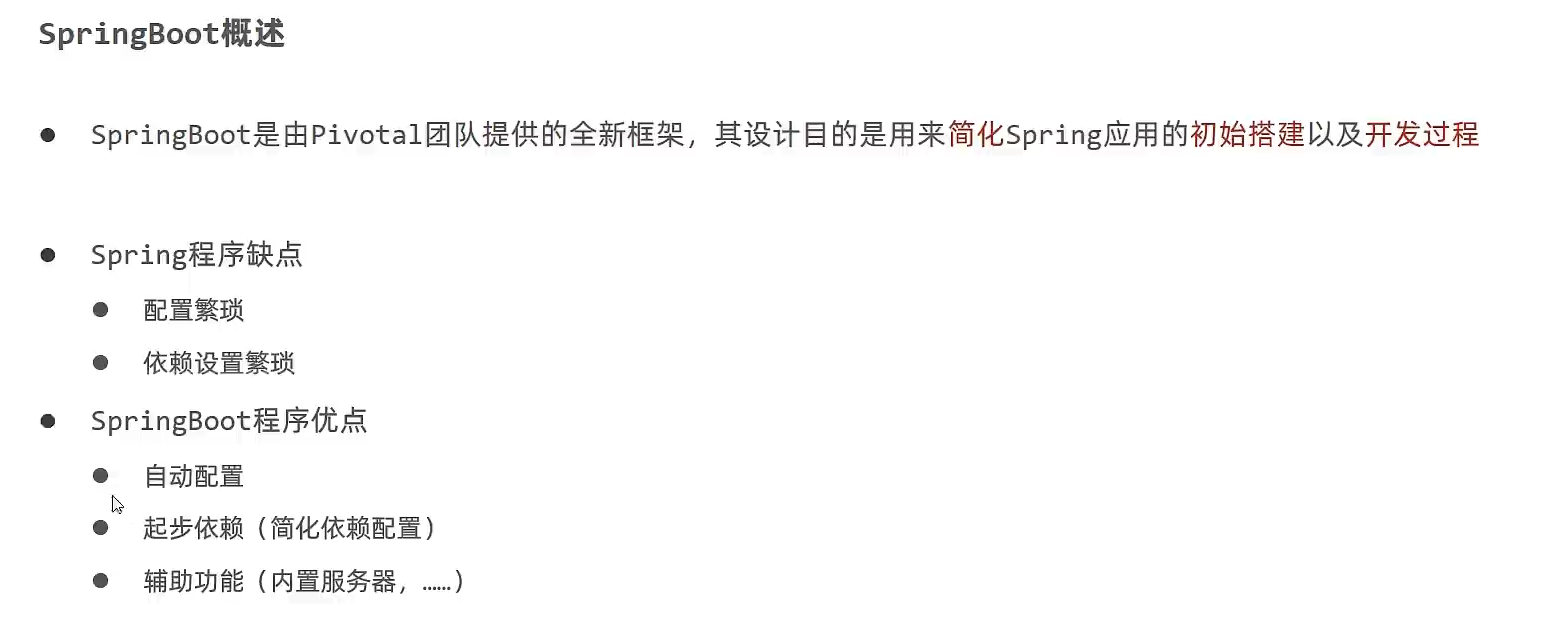 SpringBoot概述
SpringBoot是由Pivotal团队提供的全新框架，其设计目的是用来简化Spring应用的初始搭建以及开发过程
Spring程序缺点
配置繁琐
依赖设置繁琐
SpringBoot程序优点
自动配置
起步依赖（简化依赖配置）
辅助功能（内置服务器，……）